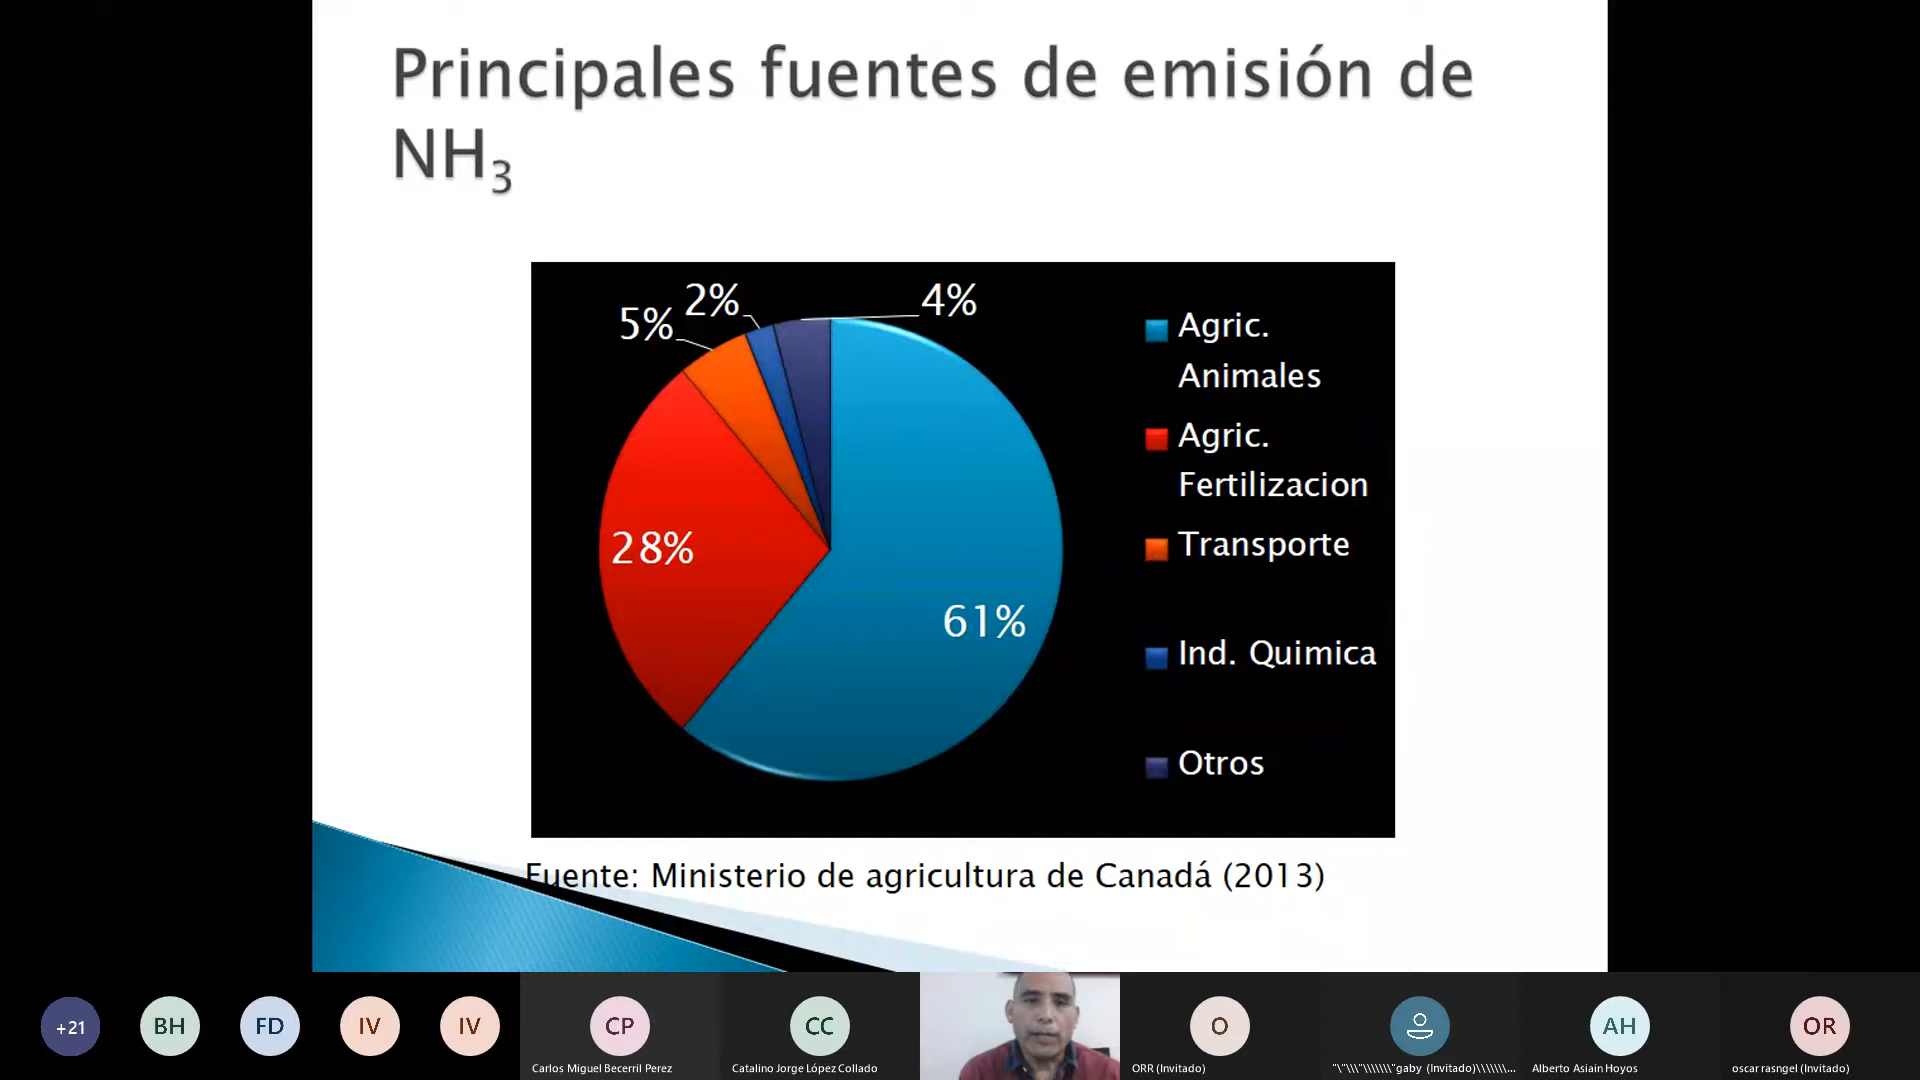 Principales fuentes de emisión de
NH₃
2%
4%
5%
28%
61%
Agric.
Animales
Agric.
Fertilizacion
Transporte
Ind. Quimica
Otros
Fuente: Ministerio de agricultura de Canadá (2013)
+21
BH
FD
IV
IV
CP
CC
O
AH
OR
Carlos Miguel Becerril Perez
Catalino Jorge López Collado
ORR (Invitado)
"\"\\\"\\\\\\\"gaby (Invitado)\\\\\\\...
Alberto Asiain Hoyos
oscar rasngel (Invitado)